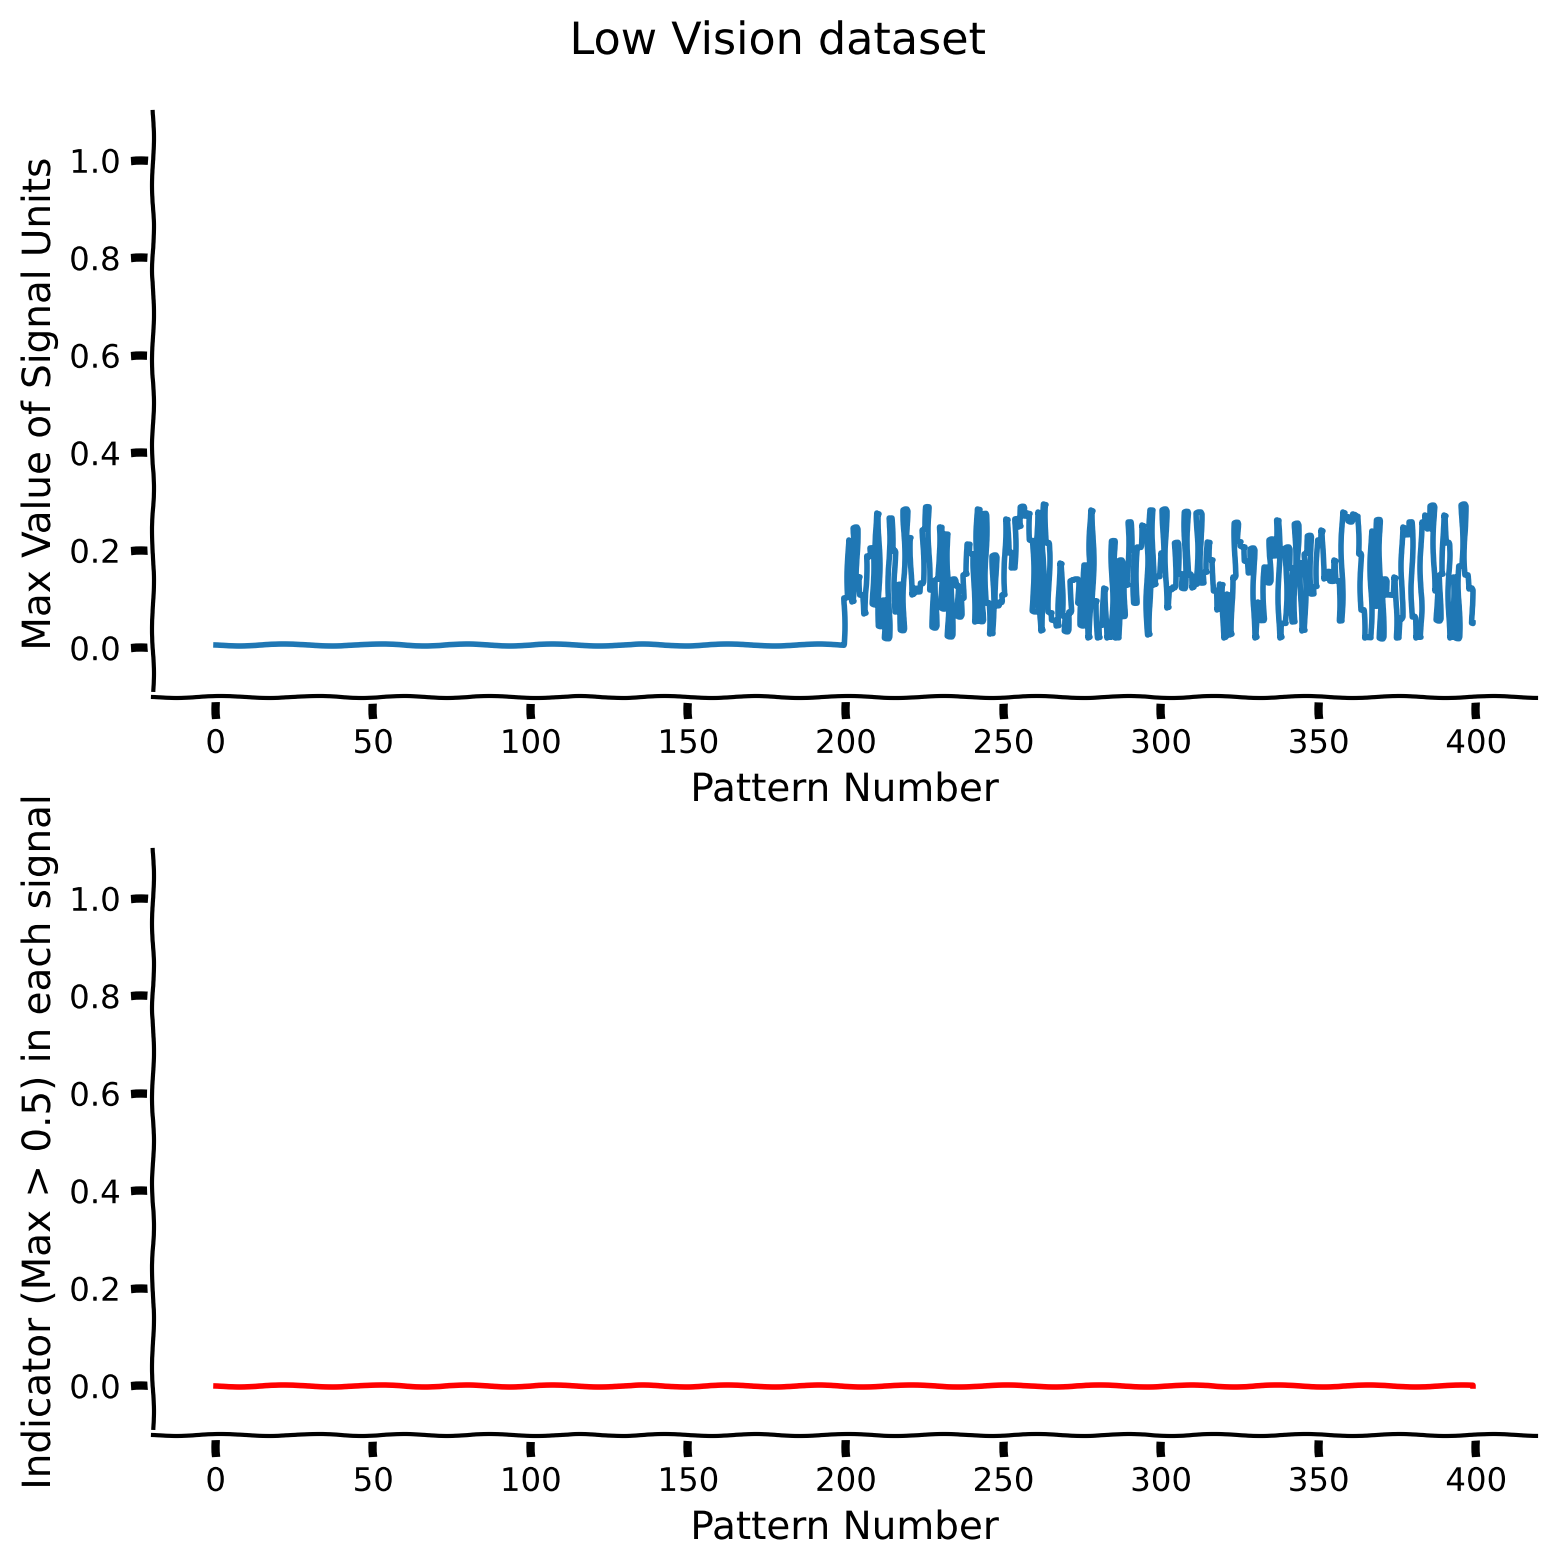 Low Vision dataset
Max Value of Signal Units
1.0
0.8
0.6
0.4
0.2
0.0
0 50 100 150 200 250 300 350 400
Pattern Number
Indicator (Max > 0.5) in each signal
1.0
0.8
0.6
0.4
0.2
0.0
0 50 100 150 200 250 300 350 400
Pattern Number